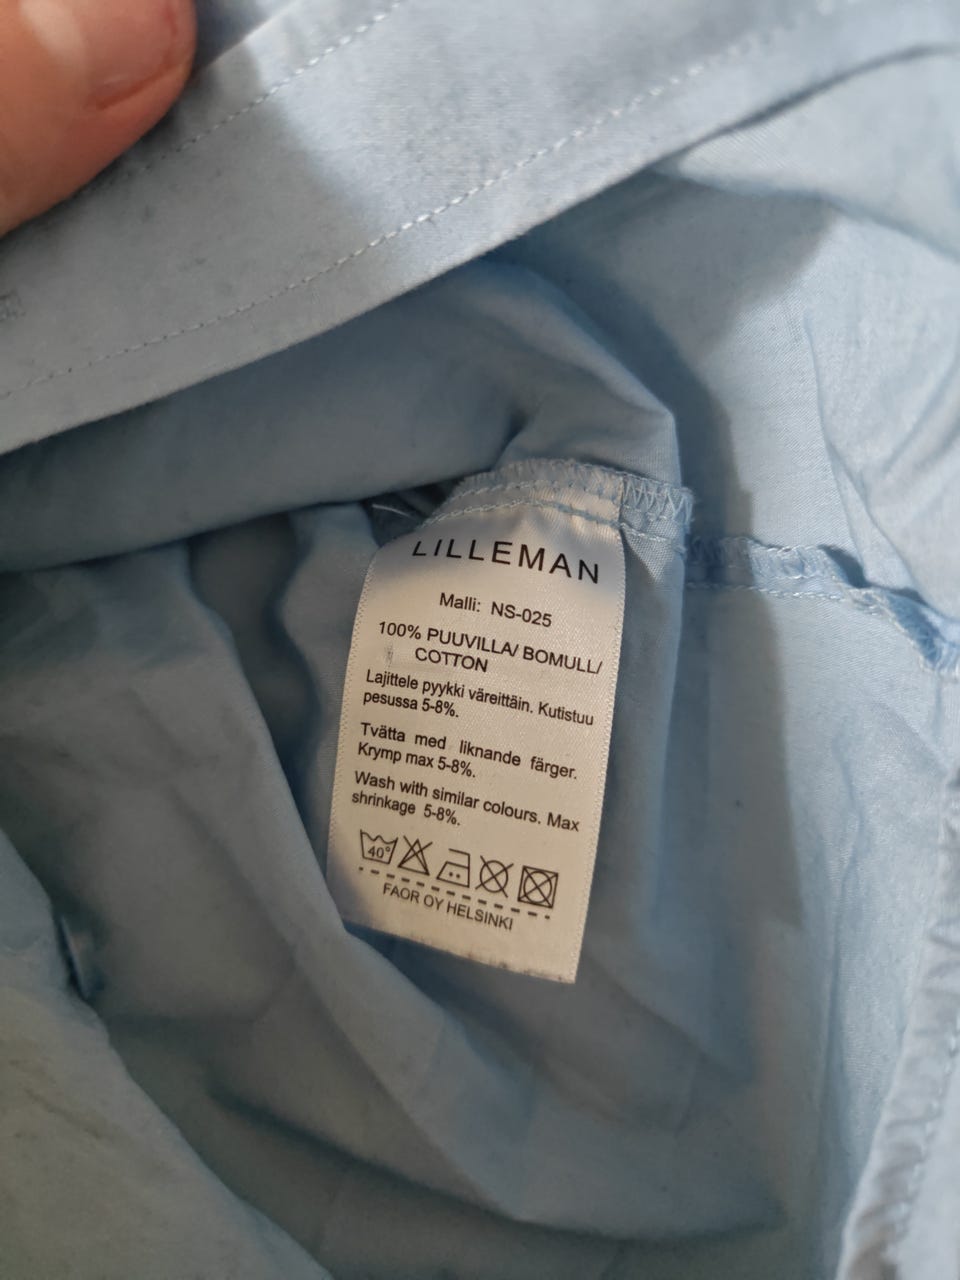 LILLEMAN
Malli: NS-025
100% PUUVILLA/ BOMULL/
COTTON
Lajittele pyykki väreittäin. Kutistuu
pesussa 5-8%.
Tvätta med liknande färger.
Krymp max 5-8%.
Wash with similar colours. Max
shrinkage 5-8%.
40°
FAOR OY HELSINKI